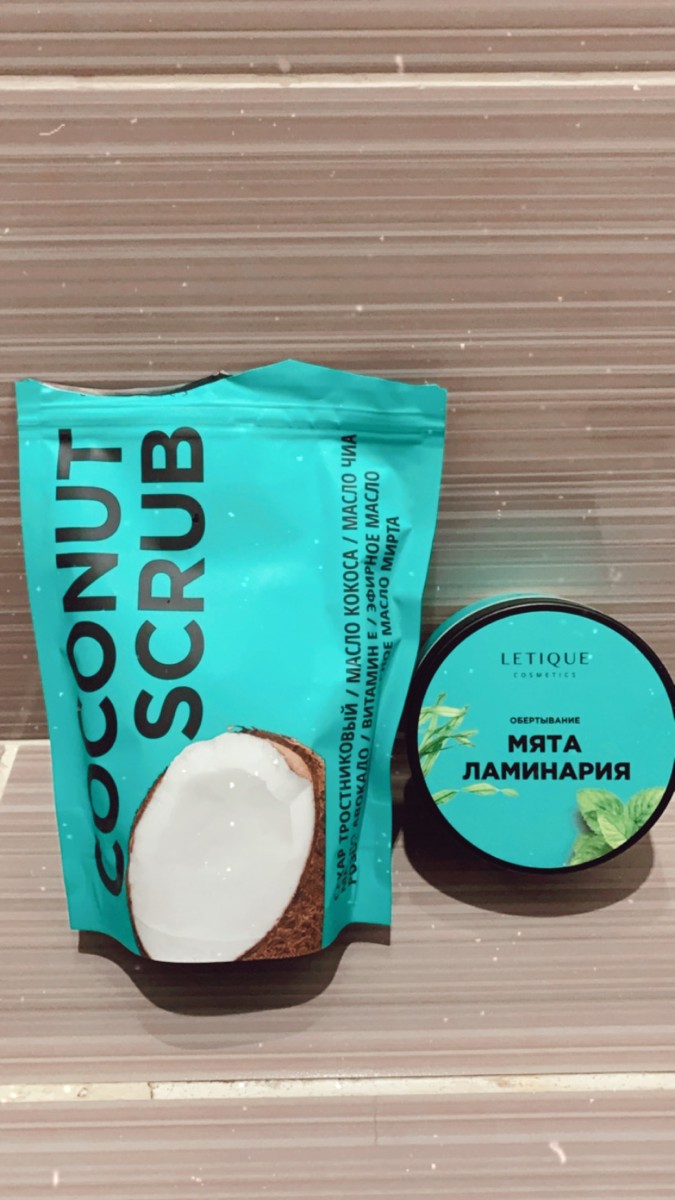 COCONUT
SCRUB
САХАР ТРОСТНИКОВЫЙ / МАСЛО КОКОСА / МАСЛО ЧИА
АВОКАДО / ВИТАМИН Е / ЭФИРНОЕ МАСЛО
МАСЛО МИРТА
LETIQUE
COSMETICS
ОБЕРТЫВАНИЕ
МЯТА
ЛАМИНАРИЯ